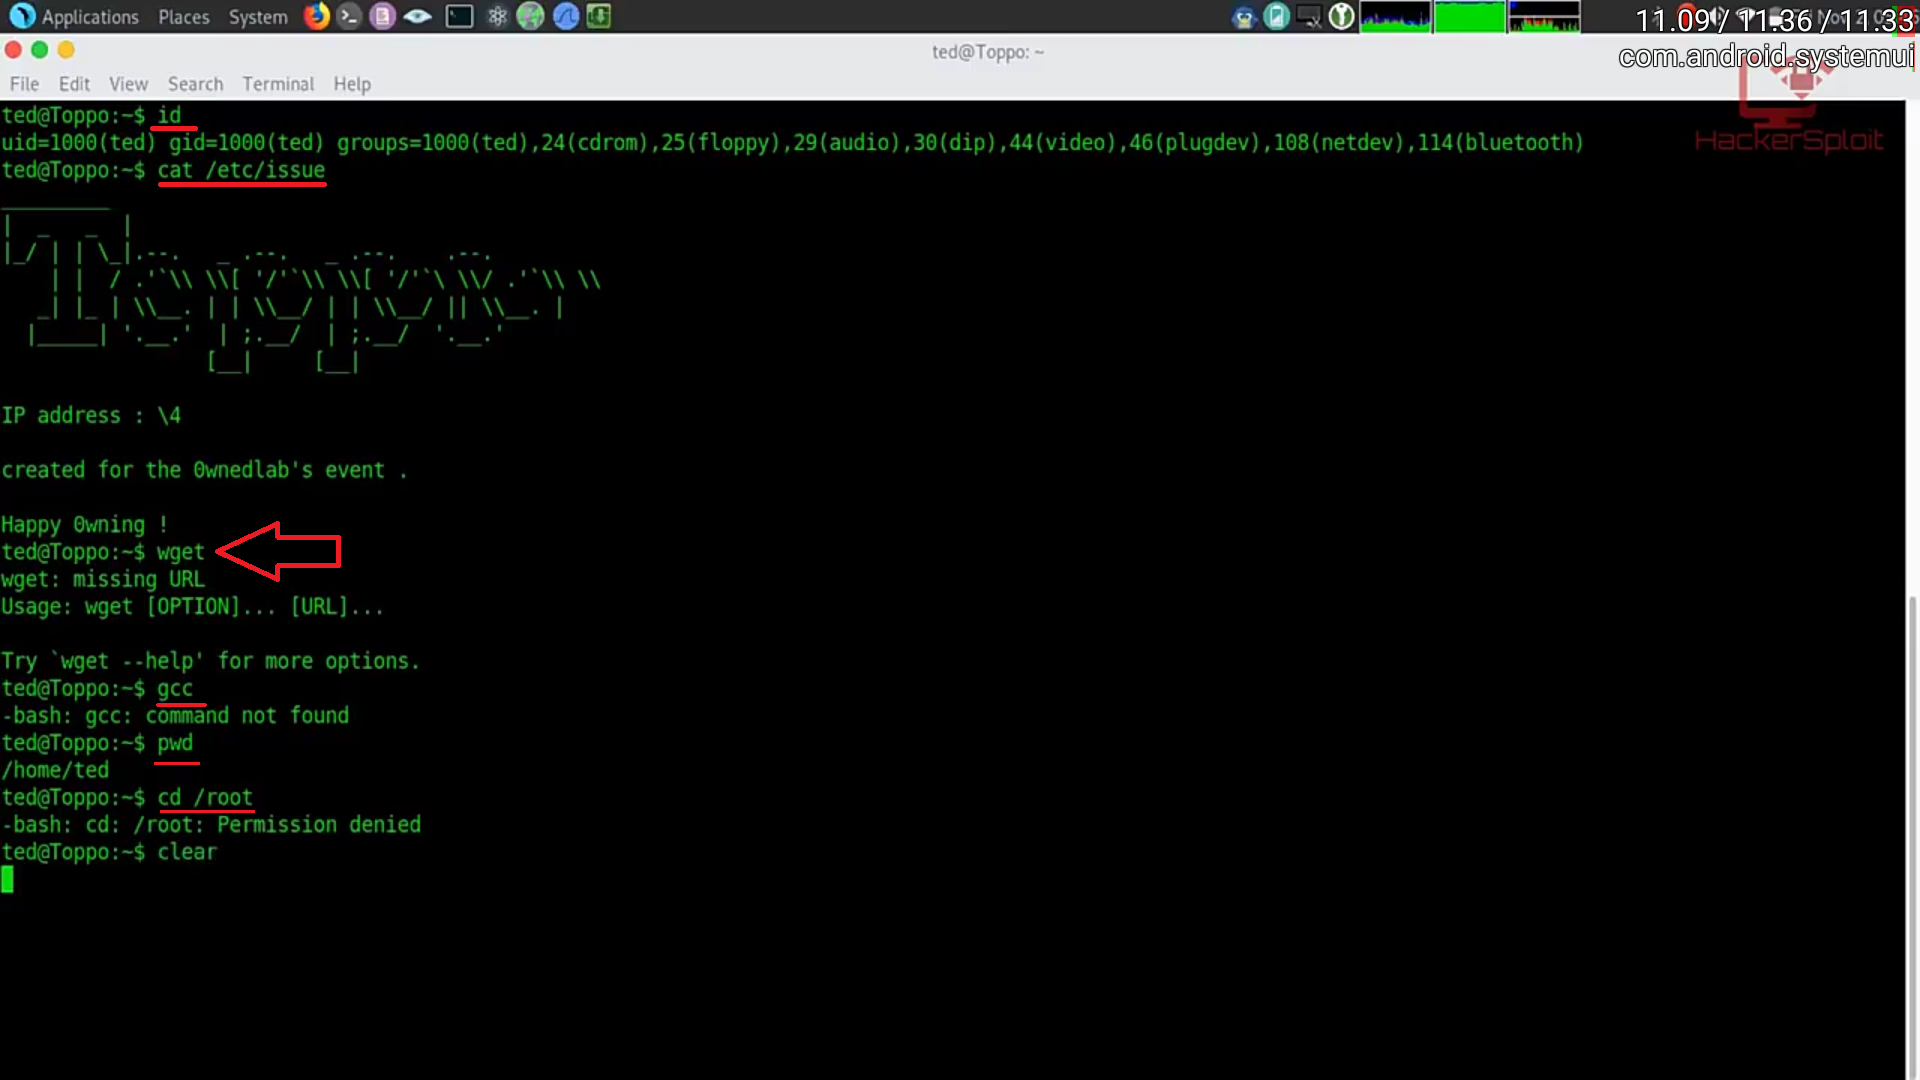 Applications Places System
11.09 / 11.36 / 11.33
com.android.systemui
ted@Toppo: ~
File Edit View Search Terminal Help
HackerSploit
ted@Toppo:~$ id
uid=1000(ted) gid=1000(ted) groups=1000(ted),24(cdrom),25(floppy),29(audio),30(dip),44(video),46(plugdev),108(netdev),114(bluetooth)
ted@Toppo:~$ cat /etc/issue
Toppo
IP address : \4
created for the 0wnedlab's event .
Happy 0wning !
ted@Toppo:~$ wget
wget: missing URL
Usage: wget [OPTION]... [URL]...
Try `wget --help' for more options.
ted@Toppo:~$ gcc
-bash: gcc: command not found
ted@Toppo:~$ pwd
/home/ted
ted@Toppo:~$ cd /root
-bash: cd: /root: Permission denied
ted@Toppo:~$ clear